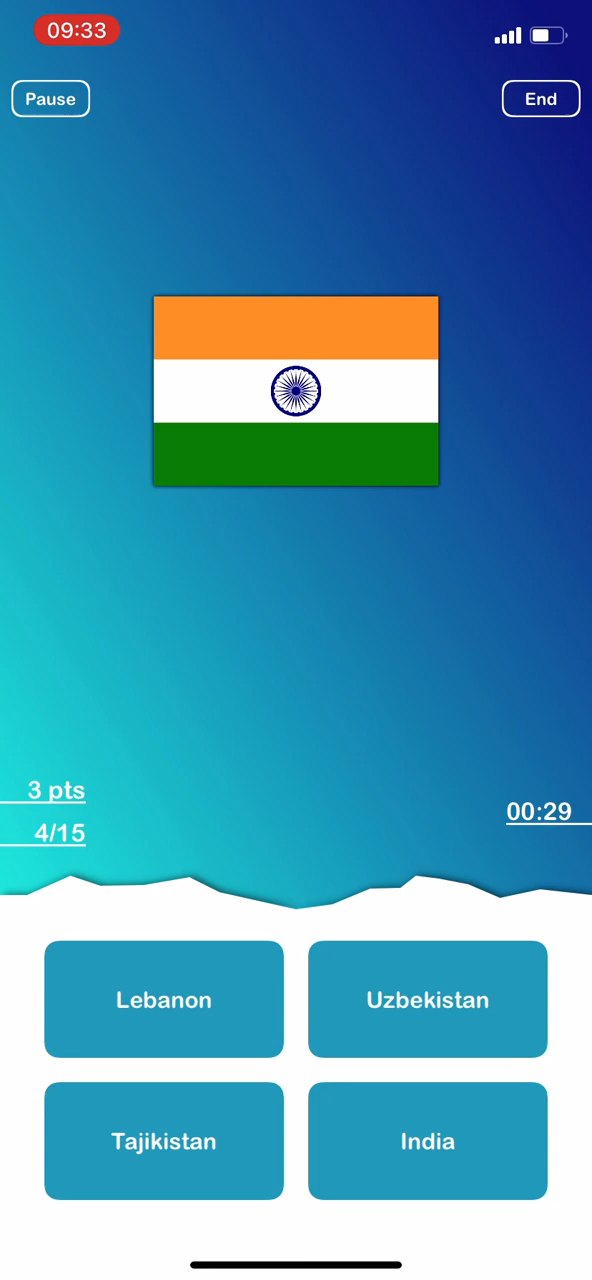 09:33
Pause
End
3 pts
4/15
00:29
Lebanon
Uzbekistan
Tajikistan
India